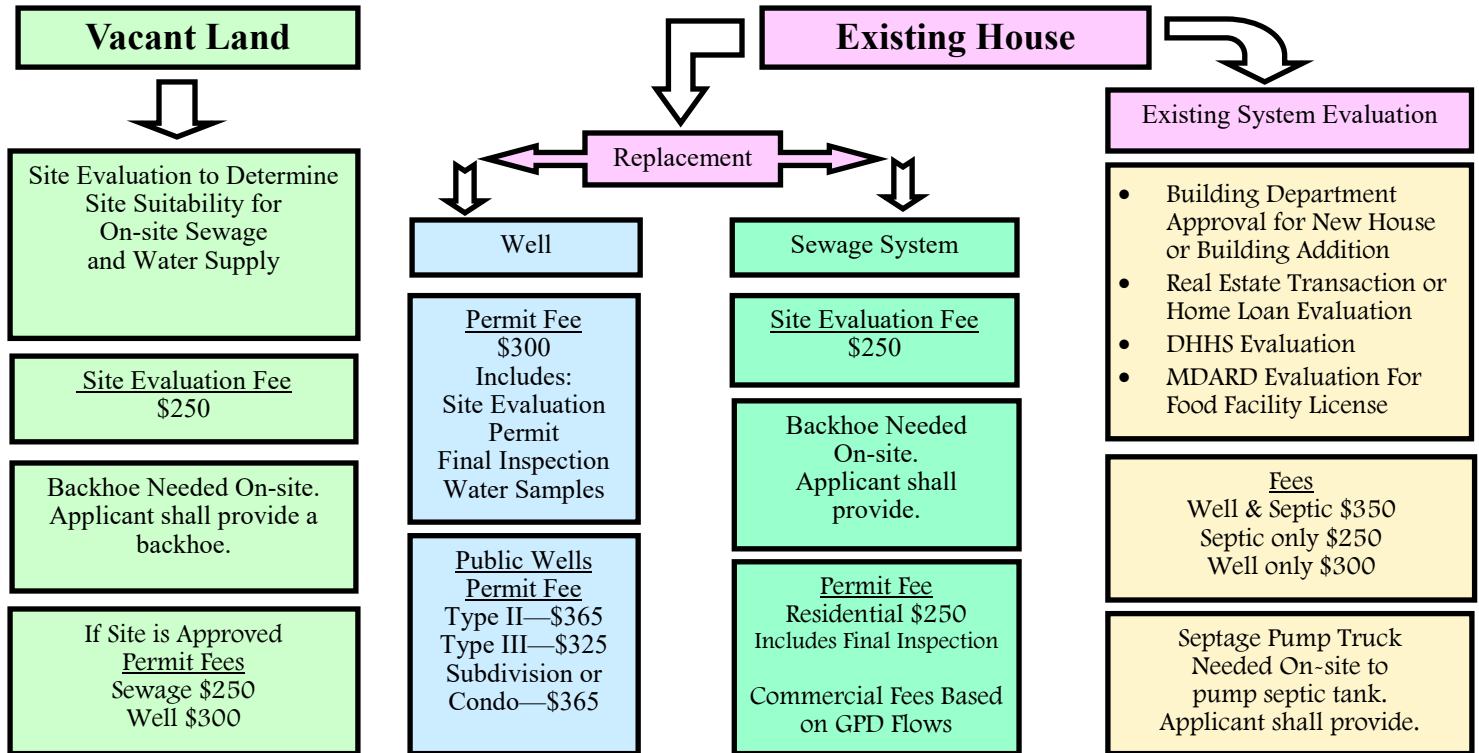 Vacant Land
Site Evaluation to Determine
Site Suitability for
On-site Sewage
and Water Supply
Site Evaluation Fee
$250
Backhoe Needed On-site.
Applicant shall provide a
backhoe.
If Site is Approved
Permit Fees
Sewage $250
Well $300
Existing House
Replacement
Well
Permit Fee
$300
Includes:
Site Evaluation
Permit
Final Inspection
Water Samples
Public Wells
Permit Fee
Type II—$365
Type III—$325
Subdivision or
Condo—$365
Sewage System
Site Evaluation Fee
$250
Backhoe Needed
On-site.
Applicant shall
provide.
Permit Fee
Residential $250
Includes Final Inspection
Commercial Fees Based
on GPD Flows
Existing System Evaluation
• Building Department
Approval for New House
or Building Addition
• Real Estate Transaction or
Home Loan Evaluation
• DHHS Evaluation
• MDARD Evaluation For
Food Facility License
Fees
Well & Septic $350
Septic only $250
Well only $300
Septage Pump Truck
Needed On-site to
pump septic tank.
Applicant shall provide.